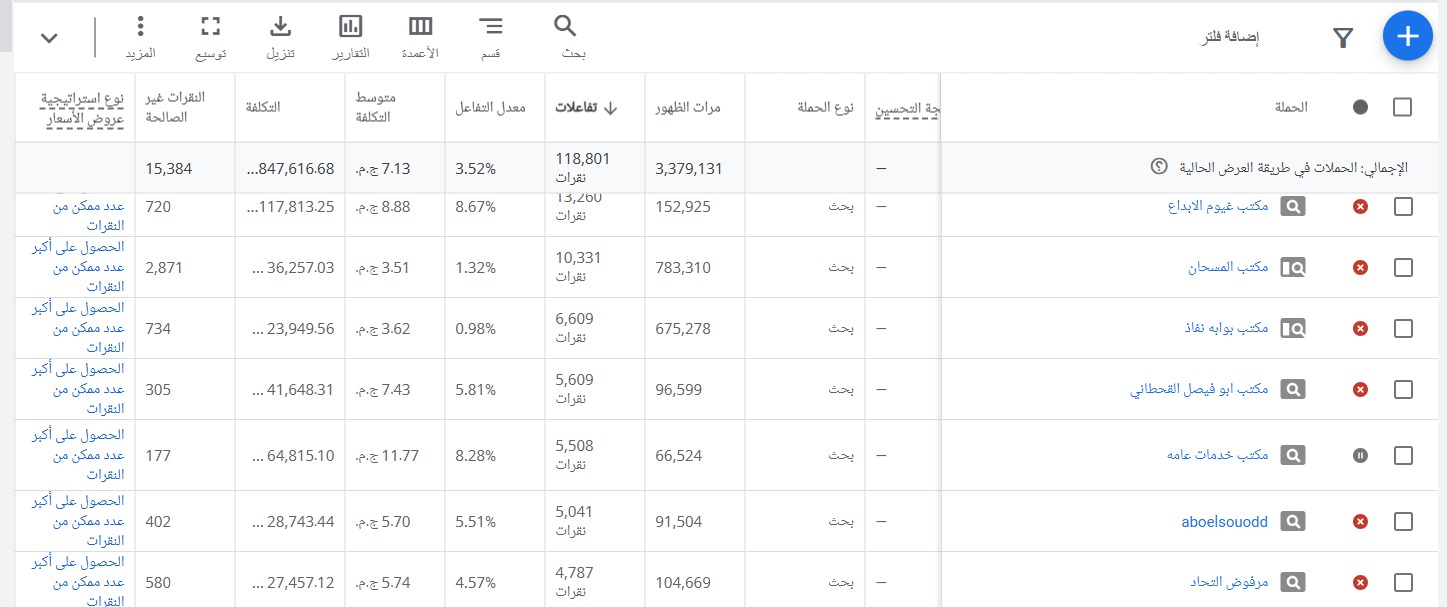 إضافة فلتر
بحث
قسم
الأعمدة
التقارير
تنزيل
توسيع
المزيد
الحملة
جة التحسين
نوع الحملة
مرات الظهور
تفاعلات
معدل التفاعل
متوسط
التكلفة
التكلفة
النقرات غير
الصالحة
نوع استراتيجية
عروض الأسعار
الإجمالي: الحملات في طريقة العرض الحالية
—
3,379,131
118,801
نقرات
3.52%
7.13 ج.م.
847,616.68...
15,384
مكتب غيوم الابداع
—
بحث
152,925
13,260
نقرات
8.67%
8.88 ج.م.
117,813.25...
720
عدد ممكن من
النقرات
مكتب المسحان
—
بحث
783,310
10,331
نقرات
1.32%
3.51 ج.م.
36,257.03 ...
2,871
الحصول على أكبر
عدد ممكن من
النقرات
مكتب بوابه نفاذ
—
بحث
675,278
6,609
نقرات
0.98%
3.62 ج.م.
23,949.56 ...
734
الحصول على أكبر
عدد ممكن من
النقرات
مكتب ابو فيصل القحطاني
—
بحث
96,599
5,609
نقرات
5.81%
7.43 ج.م.
41,648.31 ...
305
الحصول على أكبر
عدد ممكن من
النقرات
مكتب خدمات عامه
—
بحث
66,524
5,508
نقرات
8.28%
11.77 ج.م.
64,815.10 ...
177
الحصول على أكبر
عدد ممكن من
النقرات
aboelsouodd
—
بحث
91,504
5,041
نقرات
5.51%
5.70 ج.م.
28,743.44 ...
402
الحصول على أكبر
عدد ممكن من
النقرات
مرفوض التحاد
—
بحث
104,669
4,787
نقرات
4.57%
5.74 ج.م.
27,457.12 ...
580
الحصول على أكبر
عدد ممكن من
النقرات